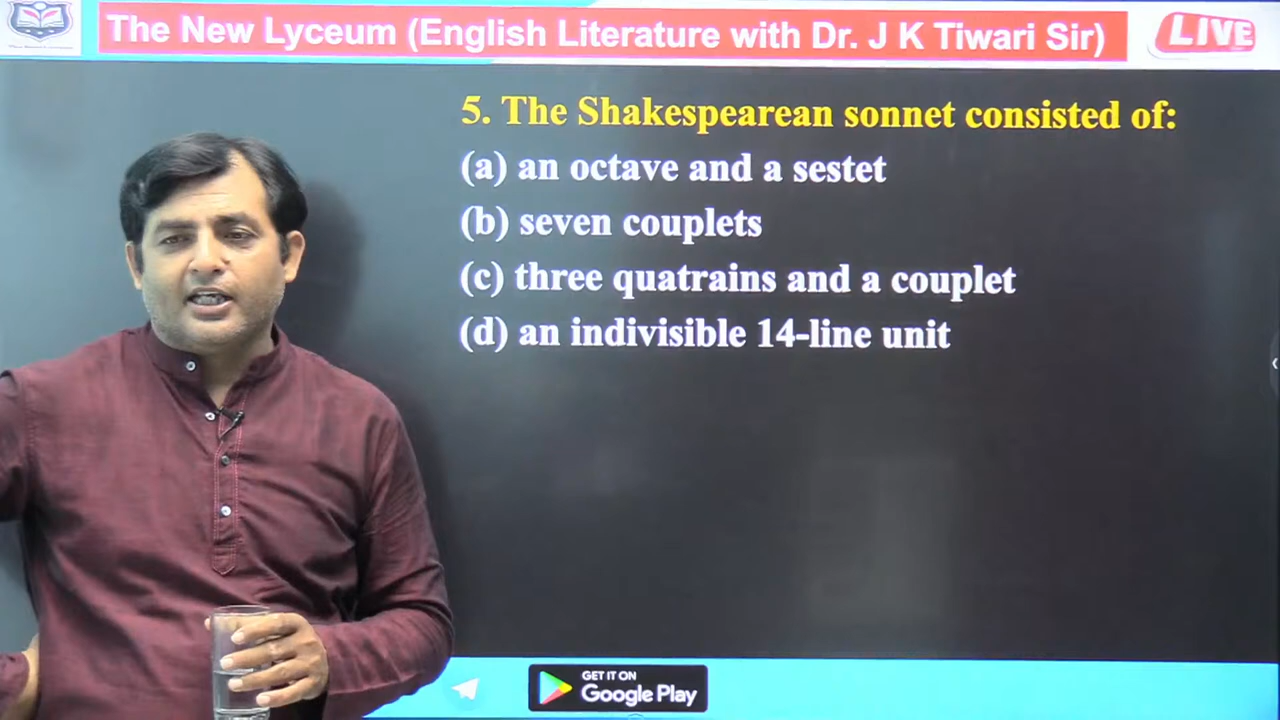 The New Lyceum (English Literature with Dr. J K Tiwari Sir)
LIVE
5. The Shakespearean sonnet consisted of:
(a) an octave and a sestet
(b) seven couplets
(c) three quatrains and a couplet
(d) an indivisible 14-line unit
GET IT ON
Google Play